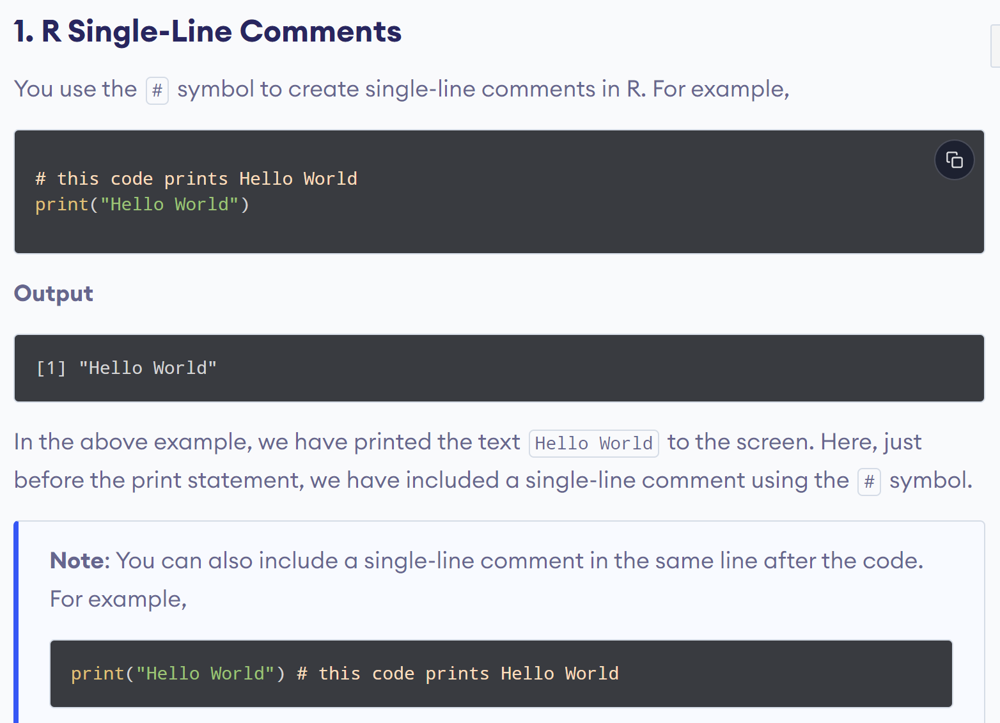 1. R Single-Line Comments
You use the # symbol to create single-line comments in R. For example,
# this code prints Hello World
print("Hello World")
Output
[1] "Hello World"
In the above example, we have printed the text Hello World to the screen. Here, just
before the print statement, we have included a single-line comment using the # symbol.
Note: You can also include a single-line comment in the same line after the code.
For example,
print("Hello World") # this code prints Hello World